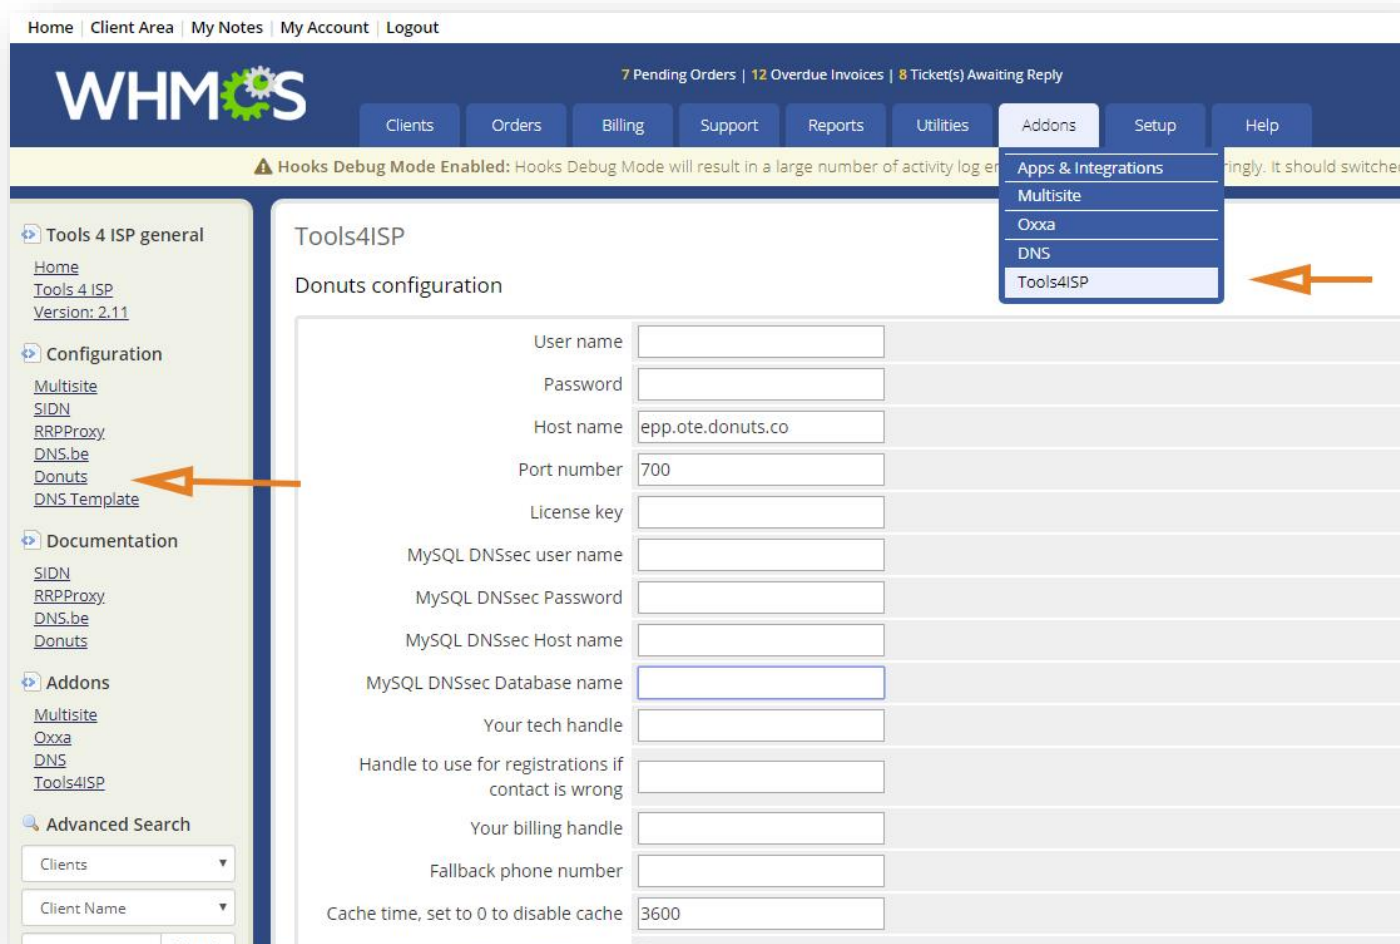 Home | Client Area | My Notes | My Account | Logout
WHMCS
7 Pending Orders | 12 Overdue Invoices | 8 Ticket(s) Awaiting Reply
Clients Orders Billing Support Reports Utilities Addons Setup Help
Hooks Debug Mode Enabled: Hooks Debug Mode will result in a large number of activity log
Apps & Integrations
Multisite
Oxxa
DNS
Tools4ISP
It should
Tools 4 ISP general
Home
Tools 4 ISP
Version: 2.11
Configuration
Multisite
SIDN
RRPProxy
DNS.be
Donuts
DNS Template
Documentation
SIDN
RRPProxy
DNS.be
Donuts
Addons
Multisite
Oxxa
DNS
Tools4ISP
Advanced Search
Clients
Client Name
Tools4ISP
Donuts configuration
User name
Password
Host name epp.ote.donuts.co
Port number 700
License key
MySQL DNSsec user name
MySQL DNSsec Password
MySQL DNSsec Host name
MySQL DNSsec Database name
Your tech handle
Handle to use for registrations if
contact is wrong
Your billing handle
Fallback phone number
Cache time, set to 0 to disable cache 3600